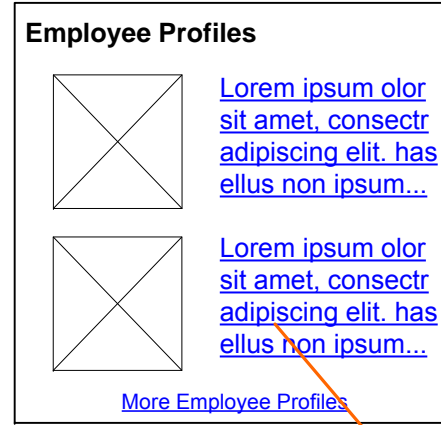 Employee Profiles
Lorem ipsum olor
sit amet, consectr
adipiscing elit. has
ellus non ipsum...
Lorem ipsum olor
sit amet, consectr
adipiscing elit. has
ellus non ipsum...
More Employee Profiles